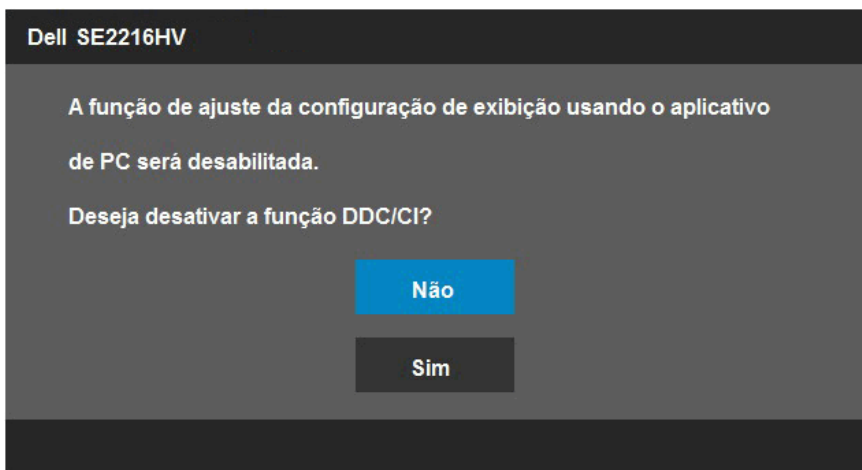 Dell SE2216HV
A função de ajuste da configuração de exibição usando o aplicativo
de PC será desabilitada.
Deseja desativar a função DDC/CI?
Não
Sim